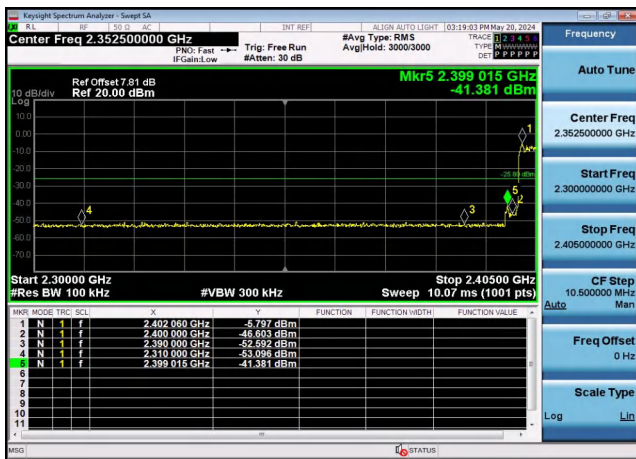 Keysight Spectrum Analyzer - Swept SA
RL RF 50 Ω AC INT REF ALIGN AUTO LIGHT 03:19:03 PM May 20, 2024
Center Freq 2.352500000 GHz
PNO: Fast
IFGain:Low
Trig: Free Run
#Atten: 30 dB
#Avg Type: RMS
Avg|Hold: 3000/3000
TRACE 1 2 3 4 5 6
TYPE M WWWWW
DET P P P P P P
Ref Offset 7.81 dB
10 dB/div Ref 20.00 dBm
Log
Mkr5 2.399 015 GHz
-41.381 dBm
10.0
0.00
-10.0
-20.0
-30.0
-40.0
-50.0
-60.0
-70.0
1
-25.80 dBm
5
2
3
4
Start 2.30000 GHz Stop 2.40500 GHz
#Res BW 100 kHz #VBW 300 kHz Sweep 10.07 ms (1001 pts)
MKR MODE TRC SCL X Y FUNCTION FUNCTION WIDTH FUNCTION VALUE
1 N 1 f 2.402 060 GHz -5.797 dBm
2 N 1 f 2.400 000 GHz -46.603 dBm
3 N 1 f 2.390 000 GHz -52.592 dBm
4 N 1 f 2.310 000 GHz -53.096 dBm
5 N 1 f 2.399 015 GHz -41.381 dBm
6
7
8
9
10
11
MSG STATUS
Frequency
Auto Tune
Center Freq
2.352500000 GHz
Start Freq
2.300000000 GHz
Stop Freq
2.405000000 GHz
CF Step
10.500000 MHz
Auto Man
Freq Offset
0 Hz
Scale Type
Log Lin